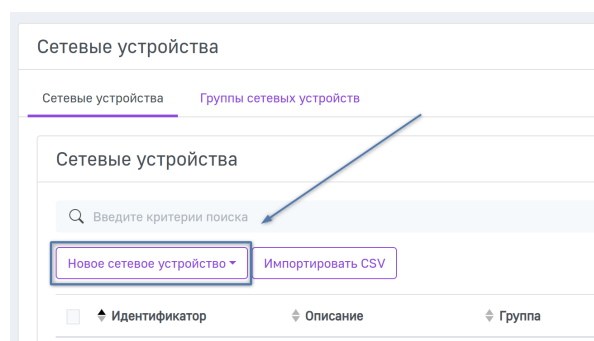 Сетевые устройства
Сетевые устройства Группы сетевых устройств
Сетевые устройства
Введите критерии поиска
Новое сетевое устройство Импортировать CSV
Идентификатор Описание Группа